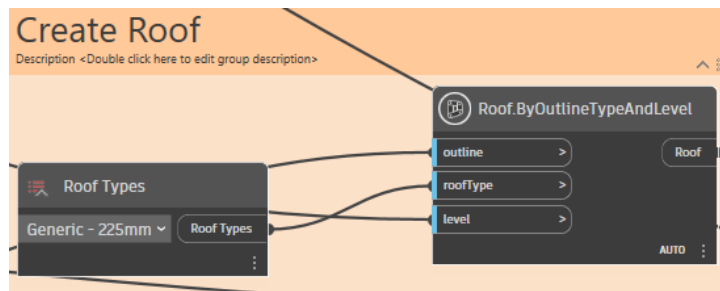 Create Roof
Description <Double click here to edit group description>
Roof.ByOutlineTypeAndLevel
outline >
Roof
roofType >
level >
AUTO
Roof Types
Generic - 225mm
Roof Types